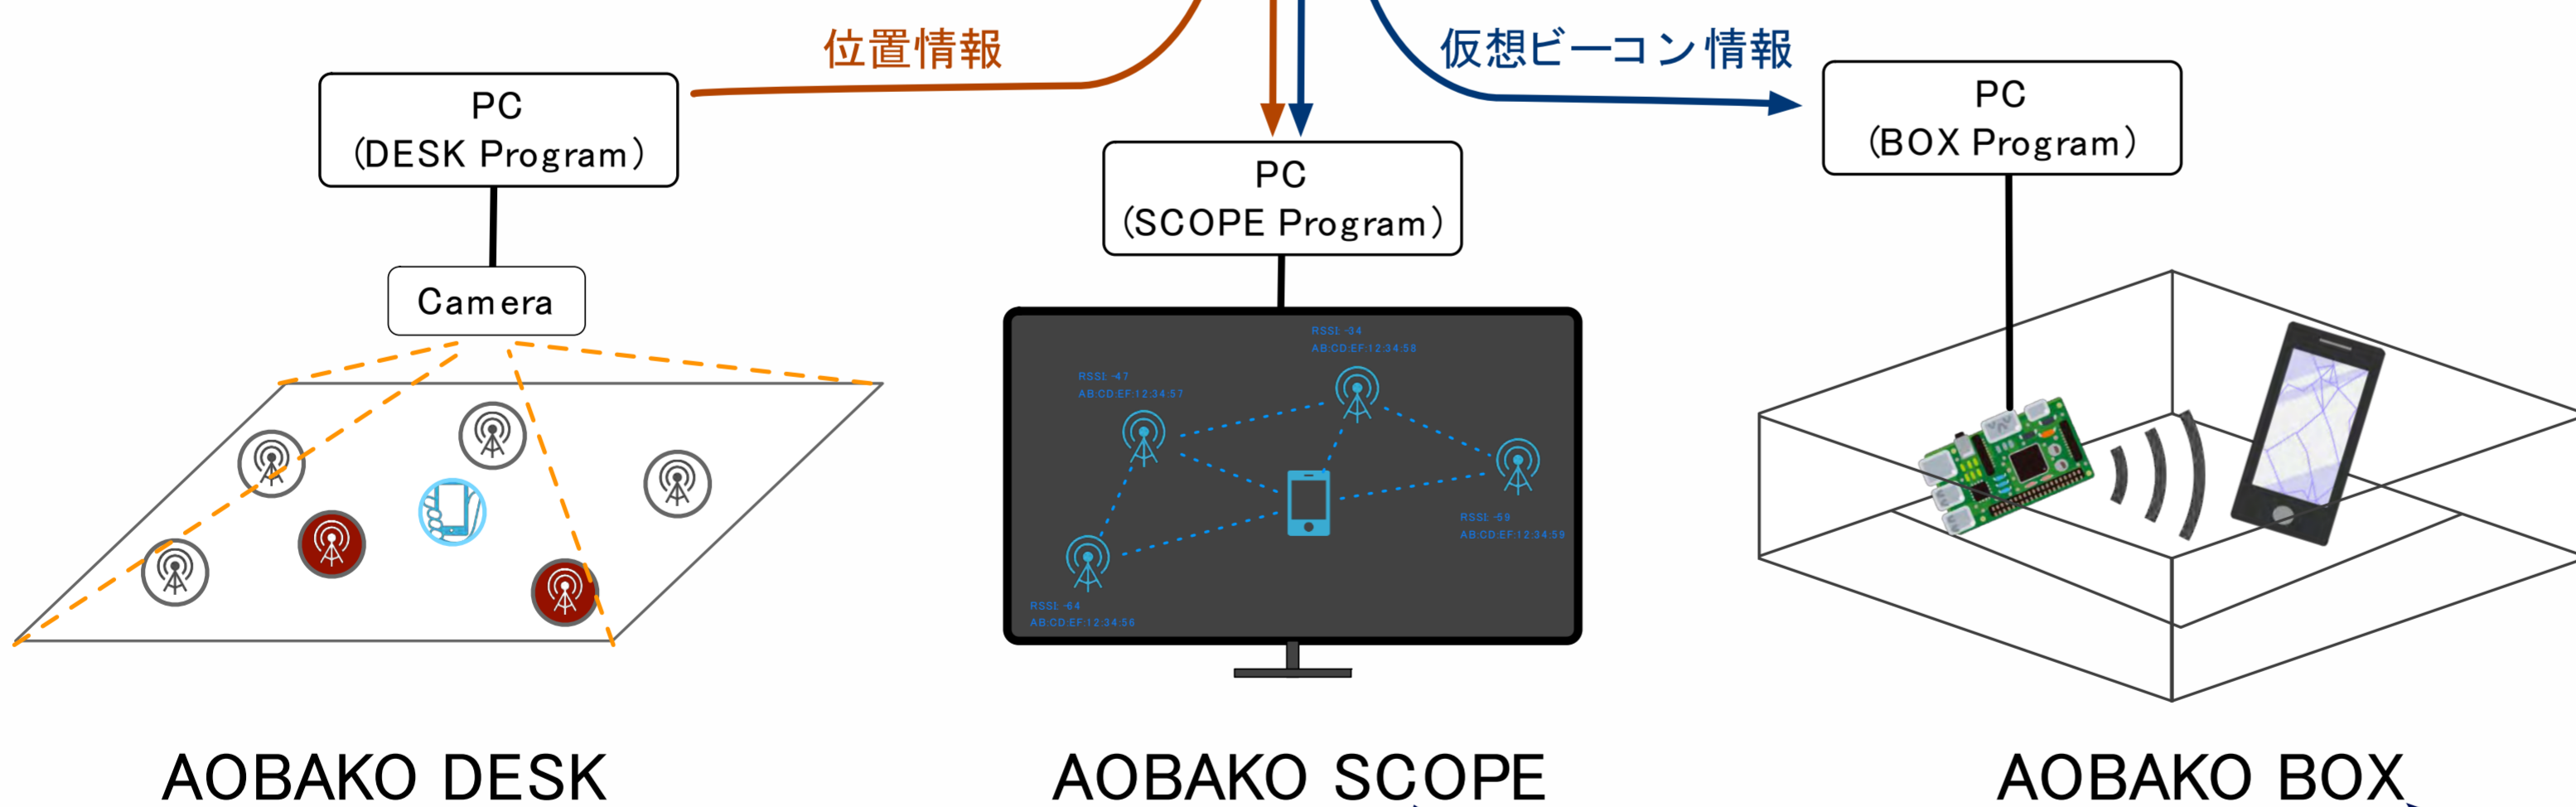 位置情報
仮想ビーコン情報
PC
(DESK Program)
PC
(SCOPE Program)
PC
(BOX Program)
Camera
RSSI: -34
AB:CD:EF:12:34:58
RSSI: -47
AB:CD:EF:12:34:57
RSSI: -59
AB:CD:EF:12:34:59
RSSI: -64
AB:CD:EF:12:34:56
AOBAKO DESK
AOBAKO SCOPE
AOBAKO BOX